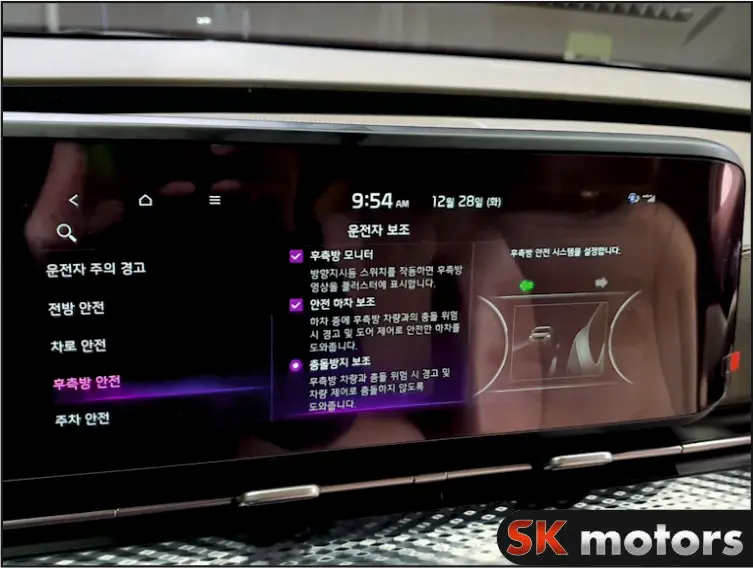 9:54 AM 12월 28일 (화)
운전자 보조
운전자 주의 경고
전방 안전
차로 안전
후측방 안전
주차 안전
후측방 모니터
방향지시등 스위치를 작동하면 후측방
영상을 클러스터에 표시합니다.
안전 하차 보조
하차 중에 후측방 차량과의 충돌 위험
시 경고 및 도어 제어로 안전한 하차를
도와줍니다.
충돌방지 보조
후측방 차량과 충돌 위험 시 경고 및
차량 제어로 충돌하지 않도록
도와줍니다.
후측방 안전 시스템을 설정합니다.
SK motors